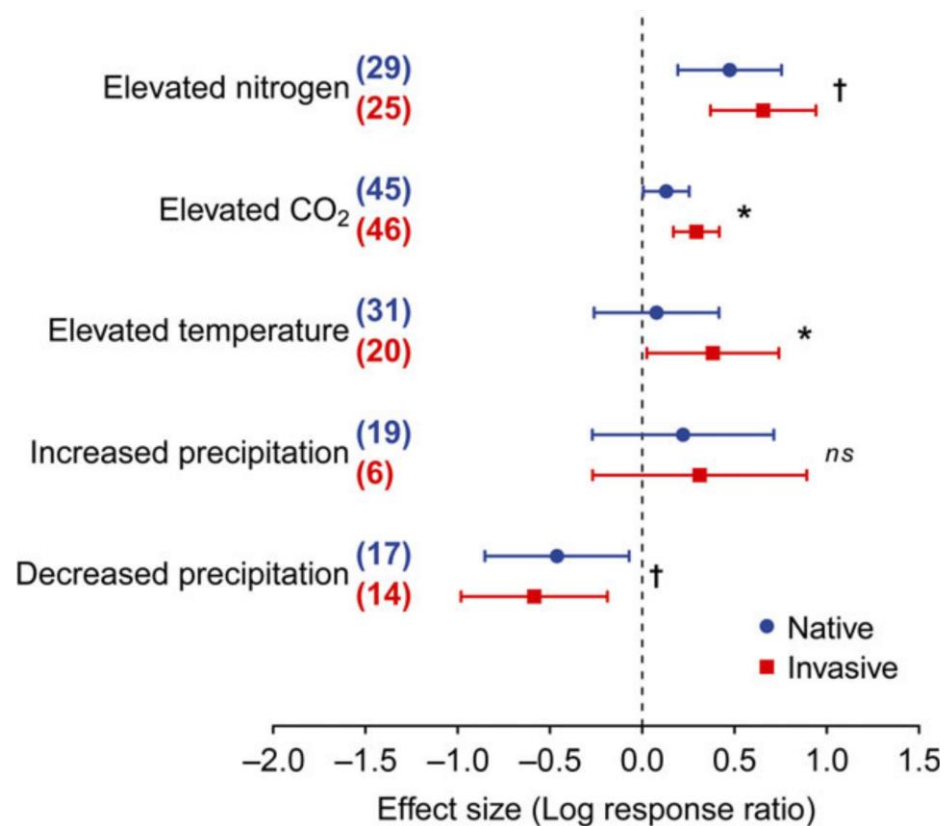 Elevated nitrogen (29)
(25) †
Elevated CO₂ (45)
(46) *
Elevated temperature (31)
(20) *
Increased precipitation (19)
(6) ns
Decreased precipitation (17)
(14) †
Native
Invasive
–2.0 –1.5 –1.0 –0.5 0.0 0.5 1.0 1.5
Effect size (Log response ratio)